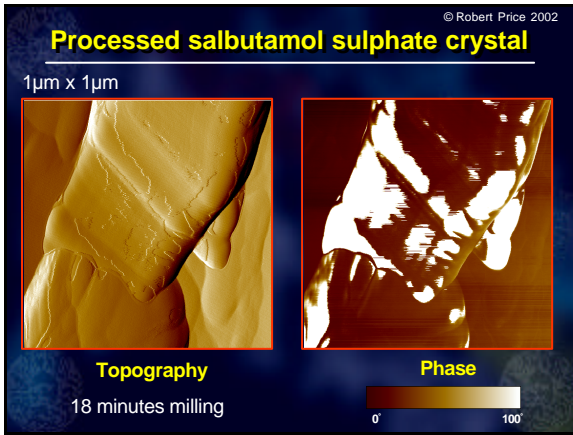 © Robert Price 2002
Processed salbutamol sulphate crystal
1µm x 1µm
Topography
Phase
18 minutes milling
0° 100°